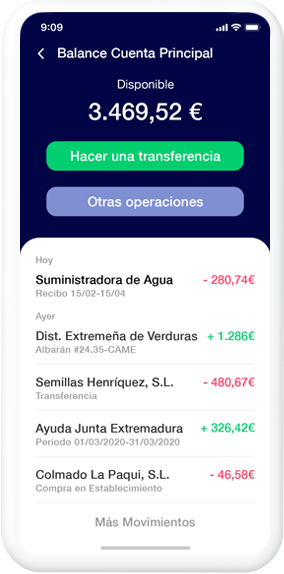 9:09
Balance Cuenta Principal
Disponible
3.469,52 €
Hacer una transferencia
Otras operaciones
Hoy
Suministradora de Agua - 280,74€
Recibo 15/02-15/04
Ayer
Dist. Extremeña de Verduras + 1.286€
Albarán #24.35-CAME
Semillas Henríquez, S.L. - 480,67€
Transferencia
Ayuda Junta Extremadura + 326,42€
Periodo 01/03/2020-31/03/2020
Colmado La Paqui, S.L. - 46,58€
Compra en Establecimiento
Más Movimientos